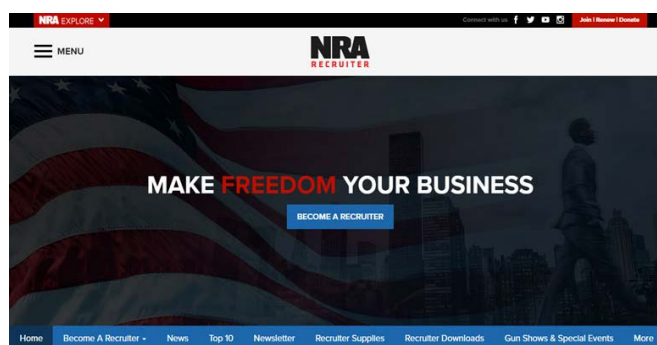 NRA EXPLORE
Connect with us
Join | Renew | Donate
MENU
NRA
RECRUITER
MAKE FREEDOM YOUR BUSINESS
BECOME A RECRUITER
Home Become A Recruiter News Top 10 Newsletter Recruiter Supplies Recruiter Downloads Gun Shows & Special Events More